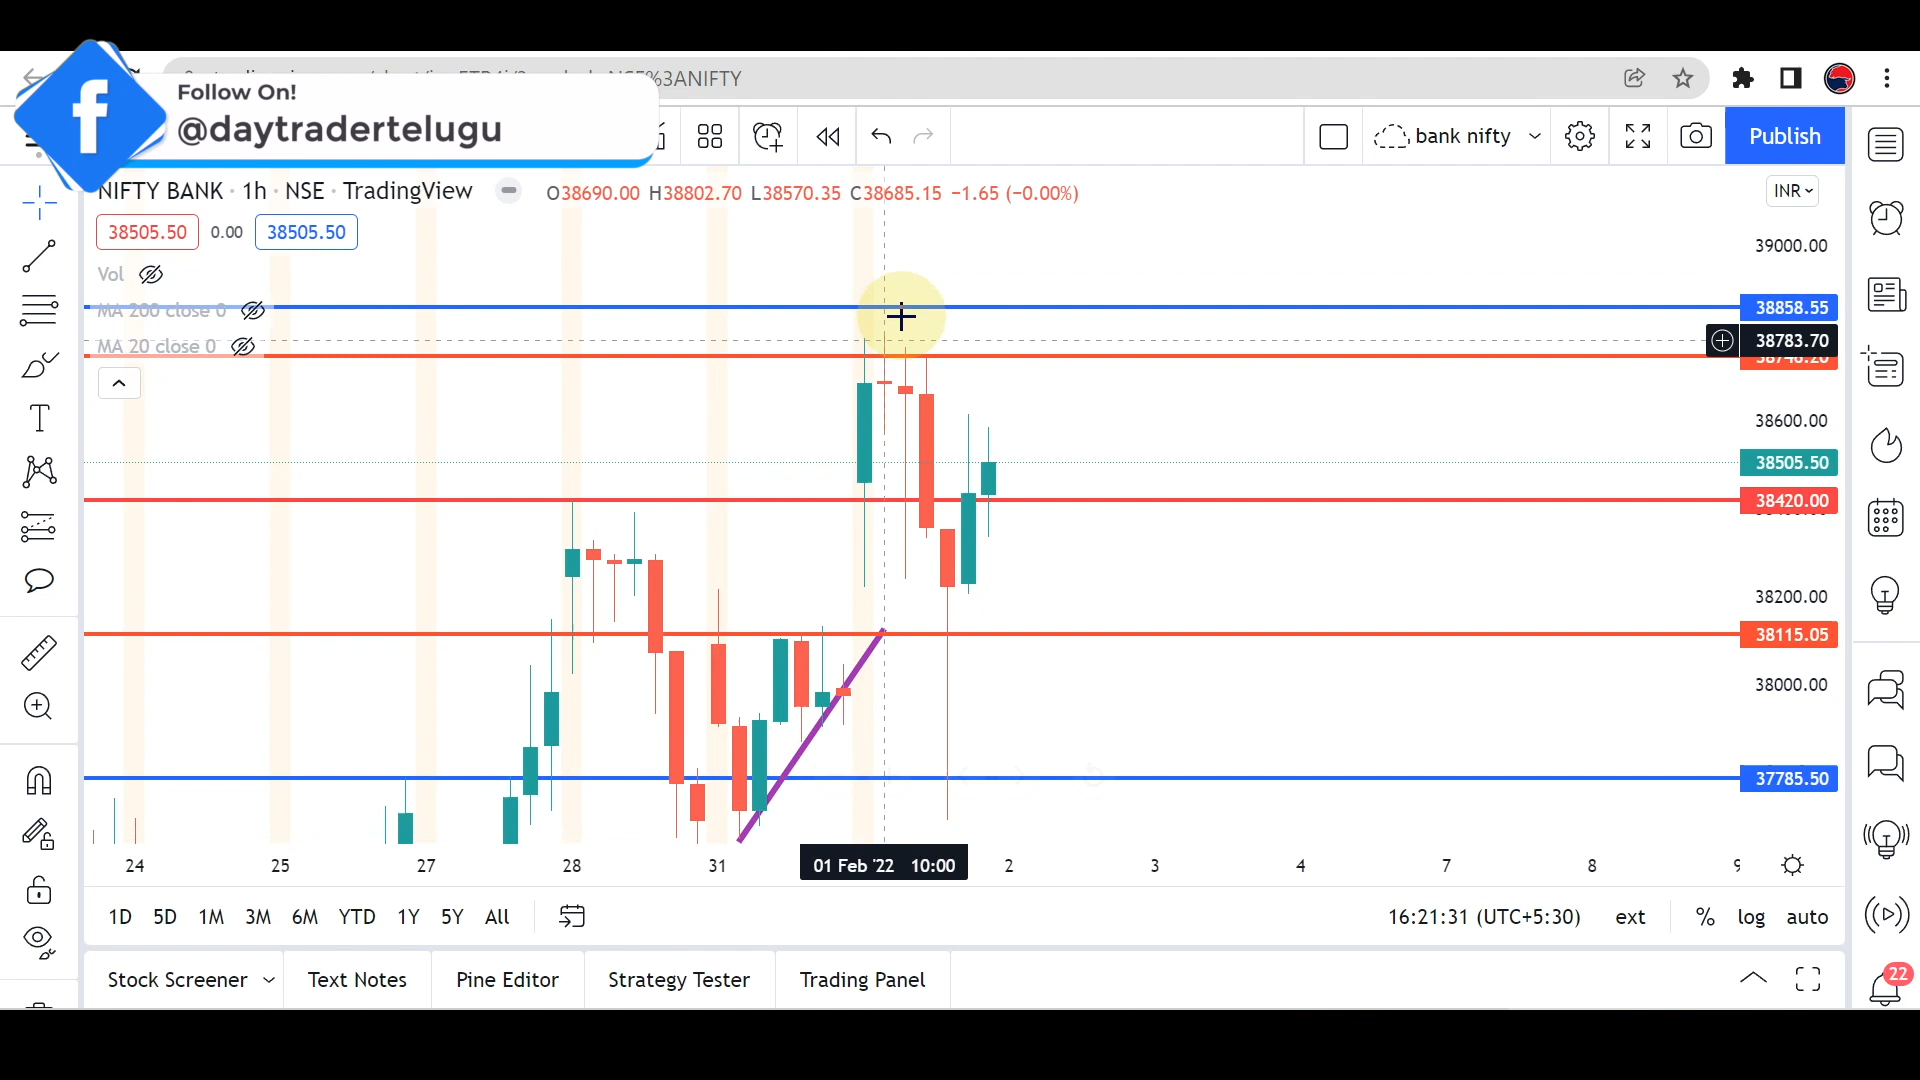 Follow On!
@daytradertelugu
%3ANIFTY
bank nifty
Publish
NIFTY BANK · 1h · NSE · TradingView
O38690.00 H38802.70 L38570.35 C38685.15 −1.65 (−0.00%)
INR
38505.50 0.00 38505.50
39000.00
Vol
MA 200 close 0
38858.55
38783.70
MA 20 close 0
38600.00
38505.50
38420.00
38200.00
38115.05
38000.00
37785.50
24 25 27 28 31 01 Feb '22 10:00 2 3 4 7 8 9
1D 5D 1M 3M 6M YTD 1Y 5Y All
16:21:31 (UTC+5:30) ext % log auto
Stock Screener Text Notes Pine Editor Strategy Tester Trading Panel
22